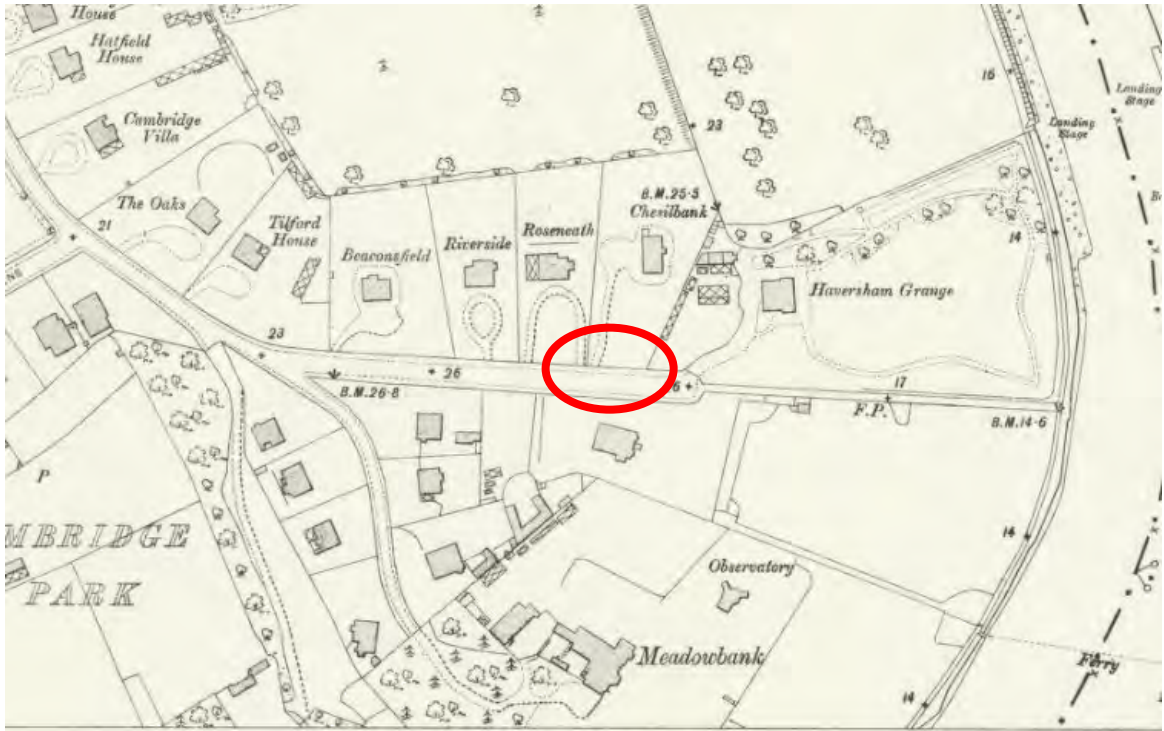 House
Hatfield
House
16
Landing
Stage
Landing
Stage
Cambridge
Villa
23
The Oaks
B.M.25·5
Chesilbank
21
Tilford
House
Beaconsfield
Riverside
Roseneath
14
Haversham Grange
23
26
B.M.26·8
6
17
F.P.
B.M.14·6
P
MBRIDGE
PARK
14
Observatory
Meadowbank
Ferry
14